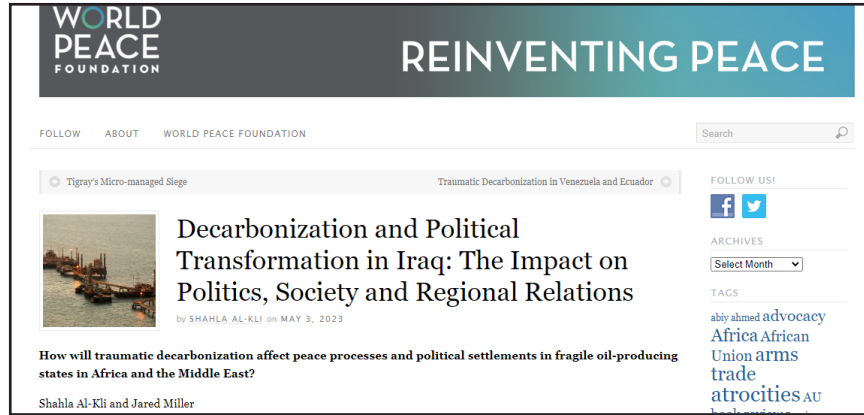 WORLD
PEACE
FOUNDATION
REINVENTING PEACE
FOLLOW ABOUT WORLD PEACE FOUNDATION
Search
Tigray's Micro-managed Siege
Traumatic Decarbonization in Venezuela and Ecuador
Decarbonization and Political
Transformation in Iraq: The Impact on
Politics, Society and Regional Relations
by SHAHLA AL-KLI on MAY 3, 2023
How will traumatic decarbonization affect peace processes and political settlements in fragile oil-producing
states in Africa and the Middle East?
Shahla Al-Kli and Jared Miller
FOLLOW US!
ARCHIVES
Select Month
TAGS
abiy ahmed advocacy
Africa African
Union arms
trade
atrocities AU